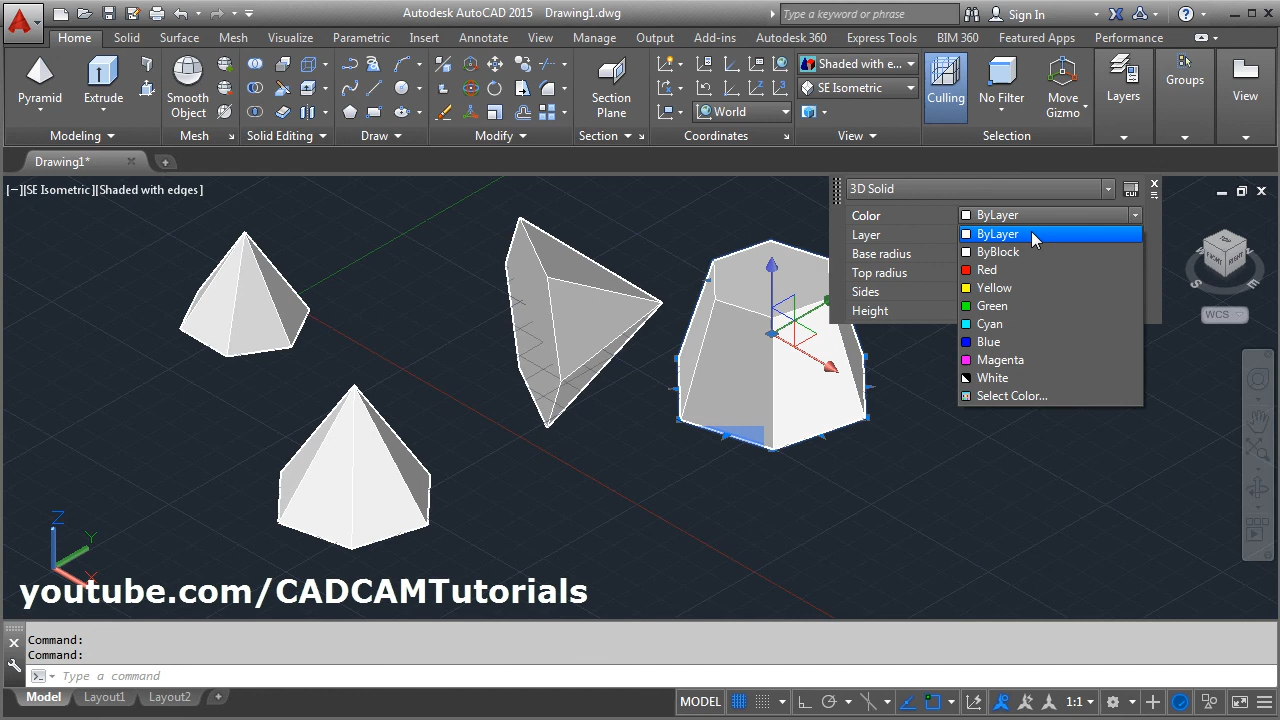 Autodesk AutoCAD 2015 Drawing1.dwg
Type a keyword or phrase
Sign In
Home Solid Surface Mesh Visualize Parametric Insert Annotate View Manage Output Add-ins Autodesk 360 Express Tools BIM 360 Featured Apps Performance
Pyramid
Extrude
Smooth
Object
Section
Plane
World
Shaded with e...
SE Isometric
Culling
No Filter
Move
Gizmo
Layers
Groups
View
Modeling
Mesh
Solid Editing
Draw
Modify
Section
Coordinates
View
Selection
Drawing1*
[−][SE Isometric][Shaded with edges]
3D Solid
CUI
Color ByLayer
Layer
Base radius
Top radius
Sides
Height
ByLayer
ByBlock
Red
Yellow
Green
Cyan
Blue
Magenta
White
Select Color...
TOP
FRONT
RIGHT
WCS
Z
Y
X
youtube.com/CADCAMTutorials
Command:
Command:
Type a command
Model Layout1 Layout2
MODEL
1:1